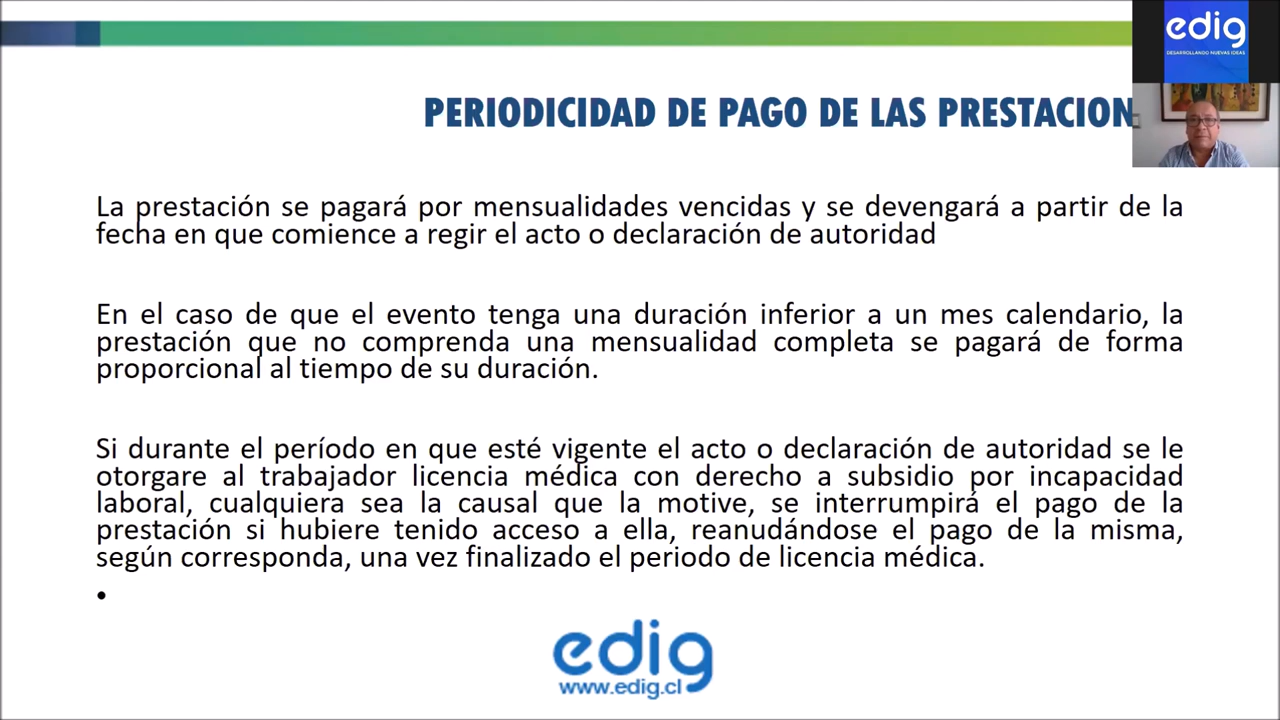 edig
DESARROLLANDO NUEVAS IDEAS
PERIODICIDAD DE PAGO DE LAS PRESTACION
La prestación se pagará por mensualidades vencidas y se devengará a partir de la
fecha en que comience a regir el acto o declaración de autoridad
En el caso de que el evento tenga una duración inferior a un mes calendario, la
prestación que no comprenda una mensualidad completa se pagará de forma
proporcional al tiempo de su duración.
Si durante el período en que esté vigente el acto o declaración de autoridad se le
otorgare al trabajador licencia médica con derecho a subsidio por incapacidad
laboral, cualquiera sea la causal que la motive, se interrumpirá el pago de la
prestación si hubiere tenido acceso a ella, reanudándose el pago de la misma,
según corresponda, una vez finalizado el periodo de licencia médica.
•
edig
www.edig.cl